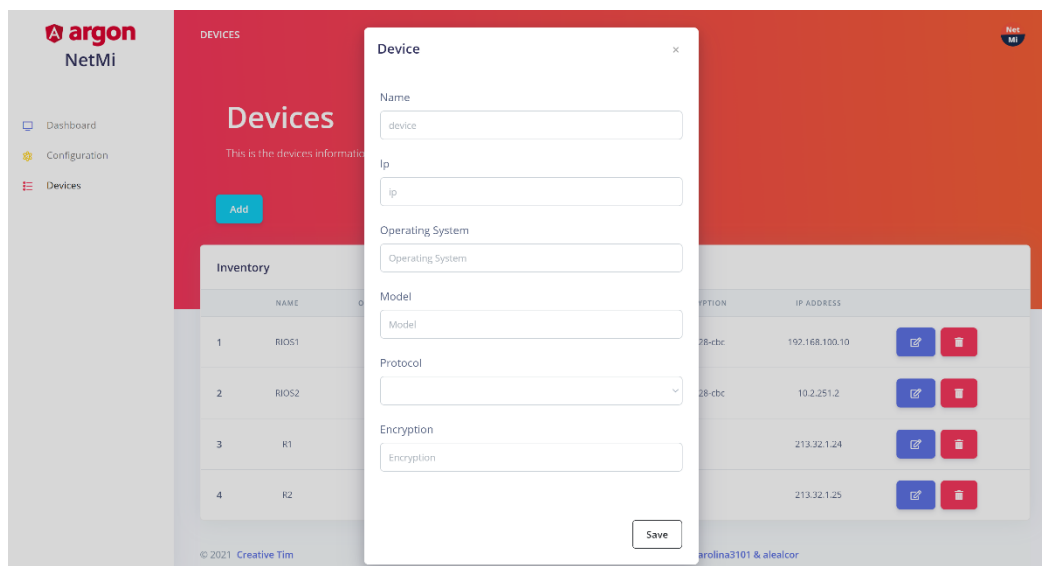 argon
NetMi
Dashboard
Configuration
Devices
DEVICES
Net
Mi
Devices
This is the devices informatio
Add
Inventory
NAME
O
YPTION
IP ADDRESS
1
RIOS1
28-cbc
192.168.100.10
2
RIOS2
28-cbc
10.2.251.2
3
R1
213.32.1.24
4
R2
213.32.1.25
© 2021 Creative Tim
arolina3101 & alealcor
Device
×
Name
device
Ip
ip
Operating System
Operating System
Model
Model
Protocol
Encryption
Encryption
Save